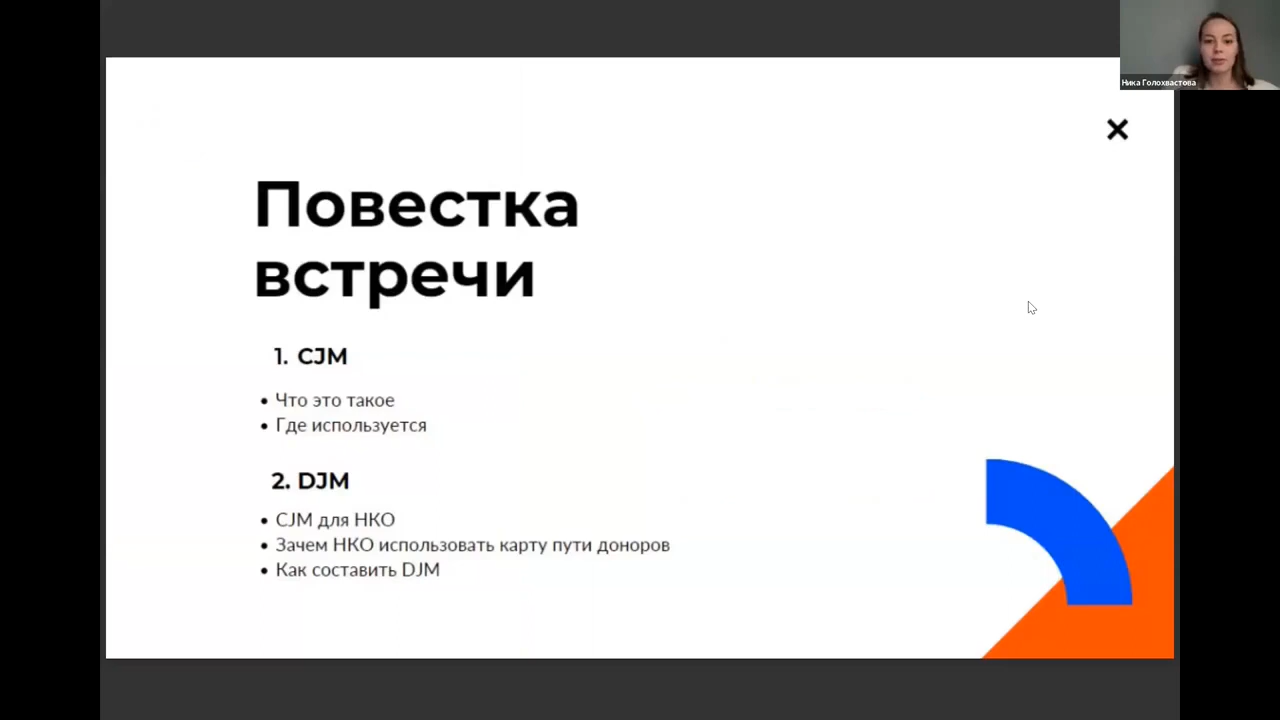 Ника Голохвастова
Повестка
встречи
1. CJM
• Что это такое
• Где используется
2. DJM
• CJM для НКО
• Зачем НКО использовать карту пути доноров
• Как составить DJM